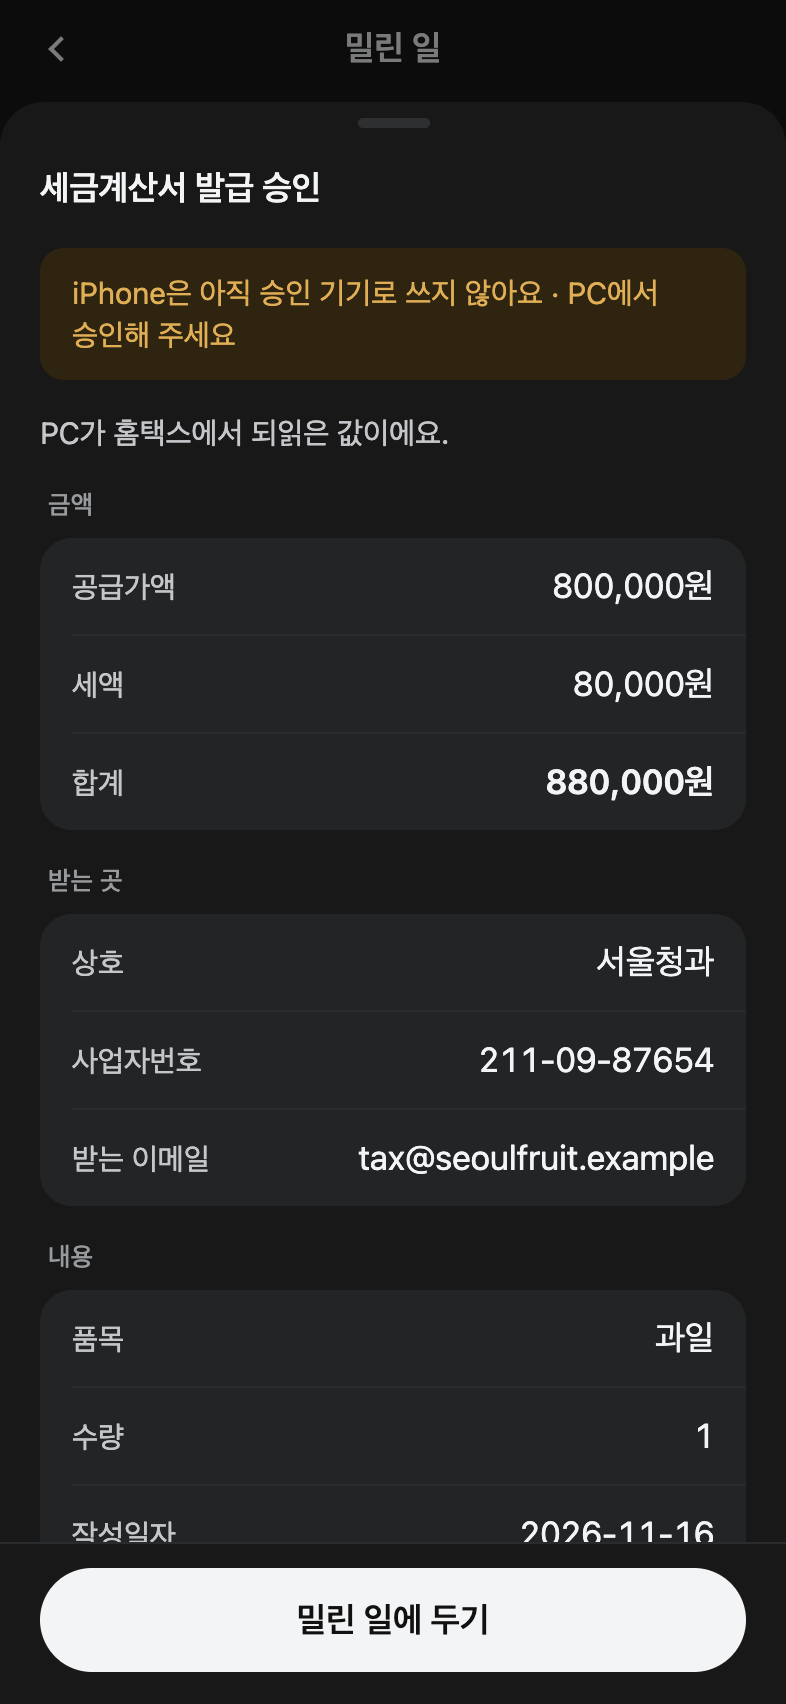 밀린 일
세금계산서 발급 승인
iPhone은 아직 승인 기기로 쓰지 않아요 · PC에서
승인해 주세요
PC가 홈택스에서 되읽은 값이에요.
금액
공급가액 800,000원
세액 80,000원
합계 880,000원
받는 곳
상호 서울청과
사업자번호 211-09-87654
받는 이메일 tax@seoulfruit.example
내용
품목 과일
수량 1
작성일자 2026-11-16
밀린 일에 두기